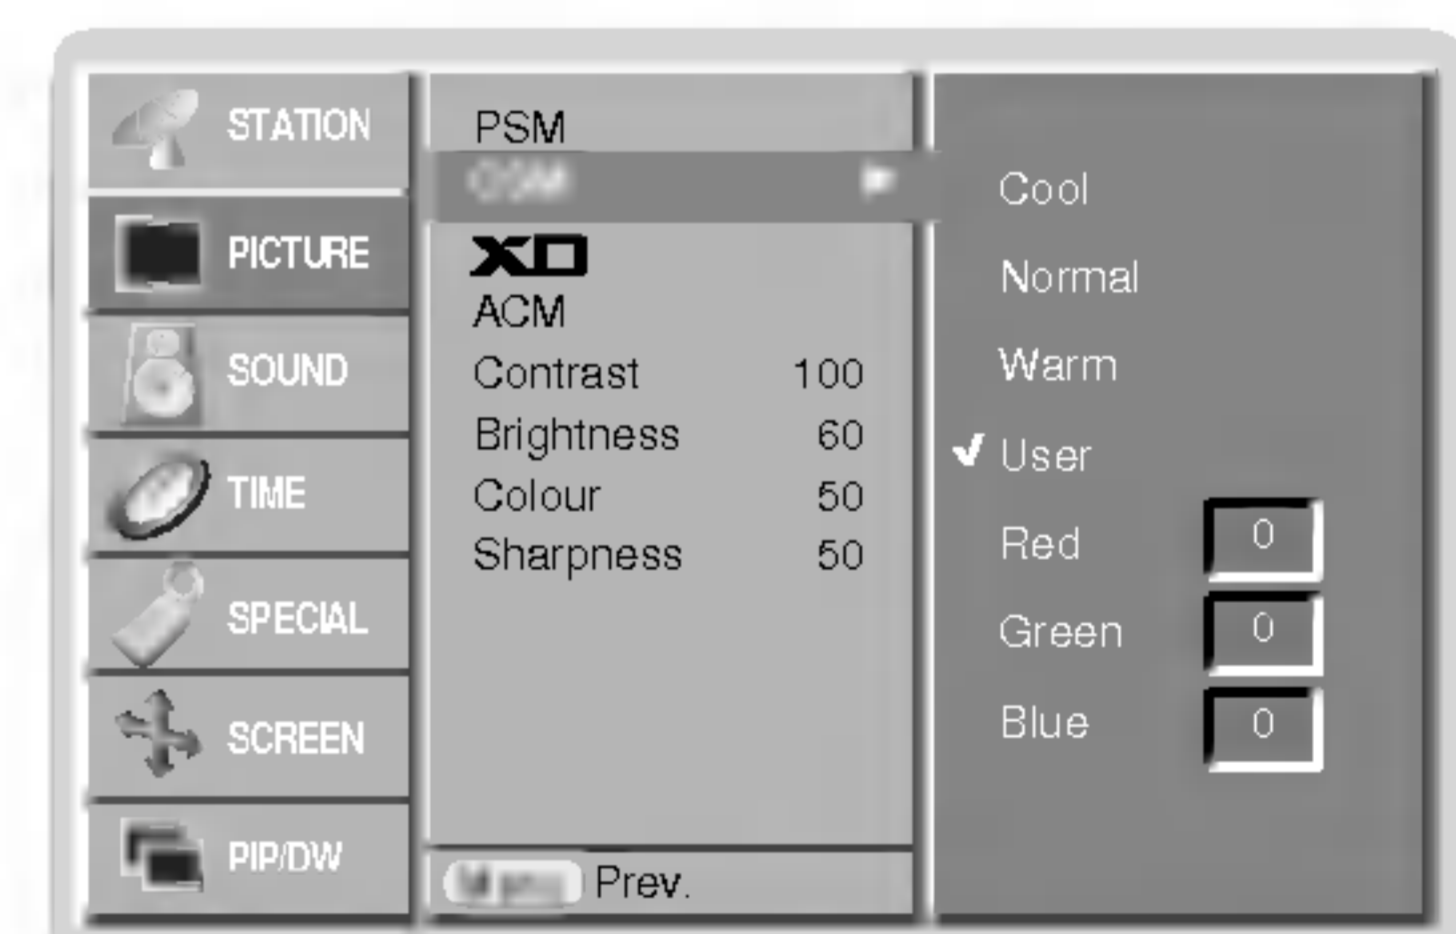 STATION
PICTURE
SOUND
TIME
SPECIAL
SCREEN
PIP/DW
PSM
XD
ACM
Contrast 100
Brightness 60
Colour 50
Sharpness 50
Prev.
Cool
Normal
Warm
User
Red 0
Green 0
Blue 0